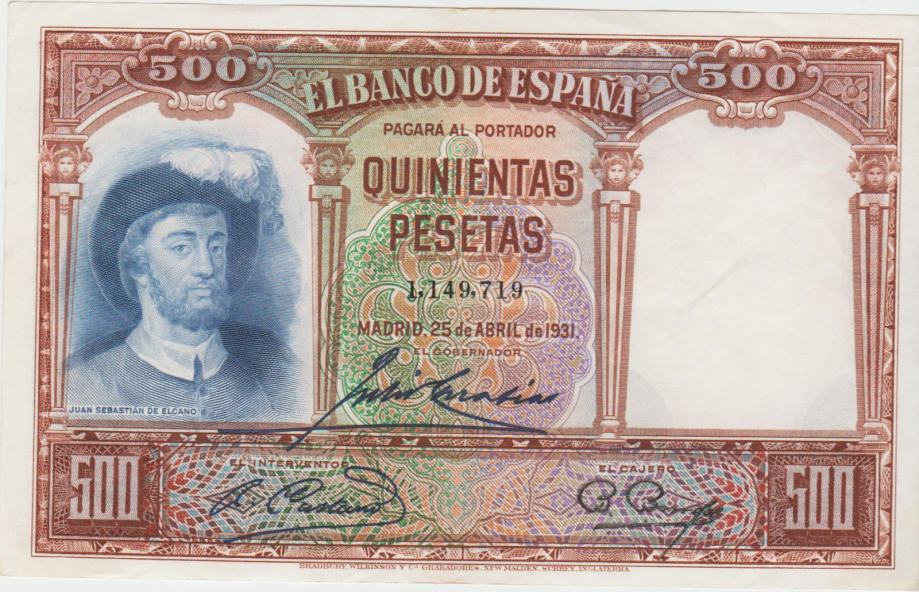 500
500
EL BANCO DE ESPAÑA
PAGARÁ AL PORTADOR
QUINIENTAS
PESETAS
1,149,719
MADRID, 25 de ABRIL de 1931.
EL GOBERNADOR
JUAN SEBASTIÁN DE ELCANO
EL INTERVENTOR
EL CAJERO
500
500
BRADBURY, WILKINSON Y Cª GRABADORES, NEW MALDEN, SURREY, INGLATERRA